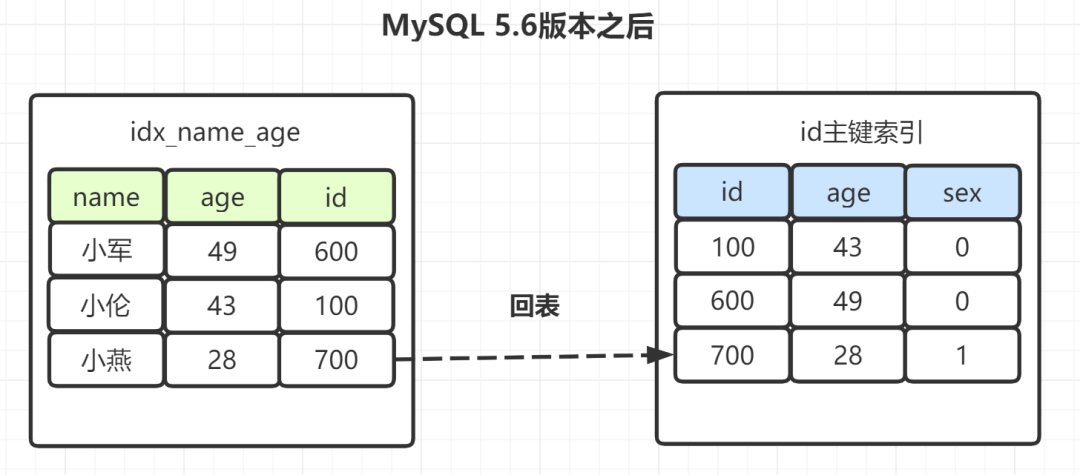 MySQL 5.6版本之后
idx_name_age
name age id
小军 49 600
小伦 43 100
小燕 28 700
回表
id主键索引
id age sex
100 43 0
600 49 0
700 28 1